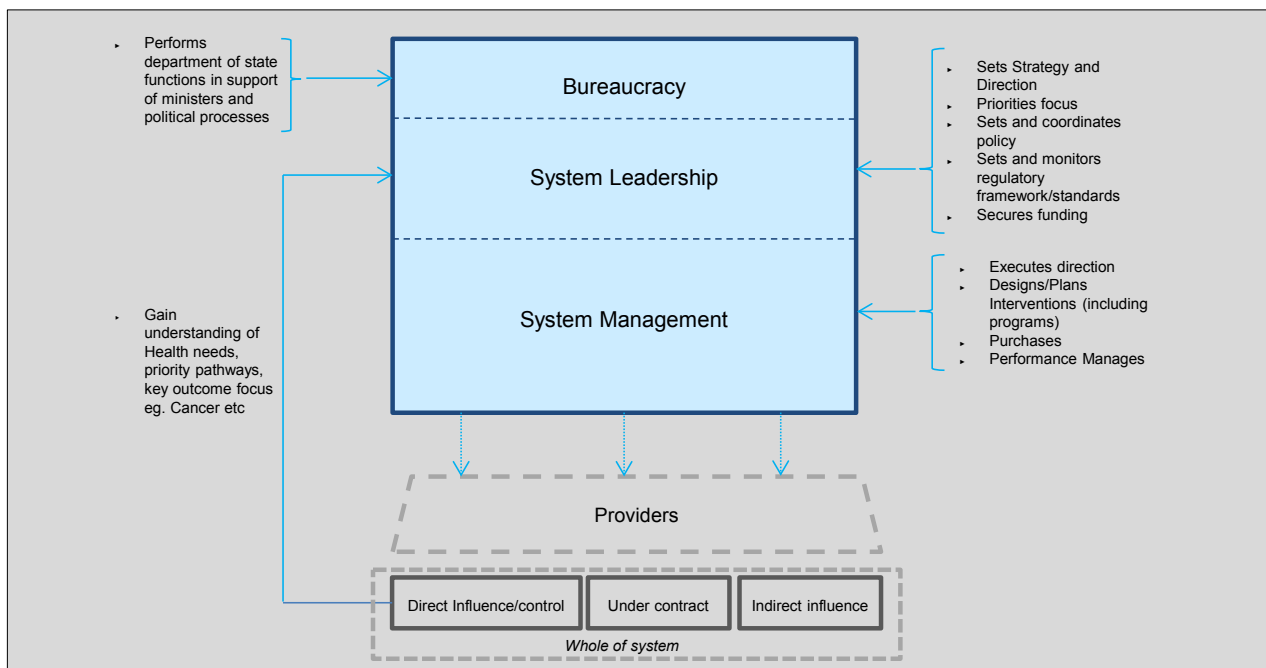 ▸ Performs
department of state
functions in support
of ministers and
political processes
Bureaucracy
System Leadership
System Management
▸ Sets Strategy and
Direction
▸ Priorities focus
▸ Sets and coordinates
policy
▸ Sets and monitors
regulatory
framework/standards
▸ Secures funding
▸ Executes direction
▸ Designs/Plans
Interventions (including
programs)
▸ Purchases
▸ Performance Manages
▸ Gain
understanding of
Health needs,
priority pathways,
key outcome focus
eg. Cancer etc
Providers
Direct Influence/control
Under contract
Indirect influence
Whole of system